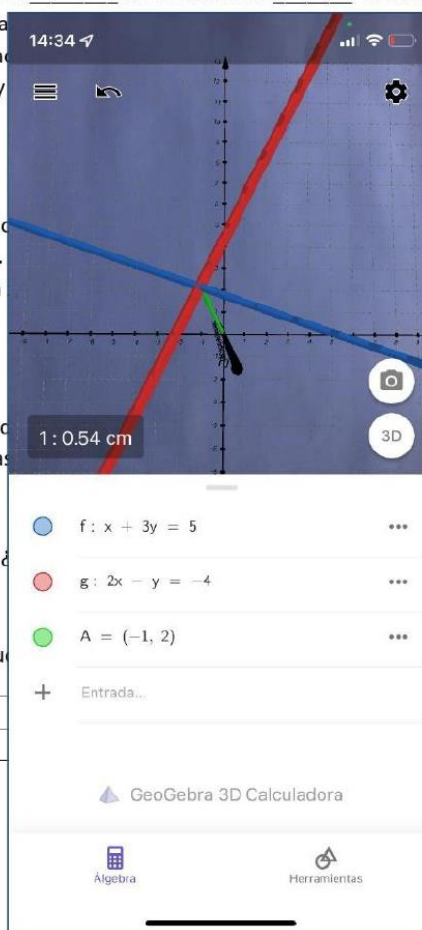 14:34
1 : 0.54 cm
3D
f : x + 3y = 5
g : 2x − y = −4
A = (−1, 2)
Entrada...
GeoGebra 3D Calculadora
Álgebra
Herramientas